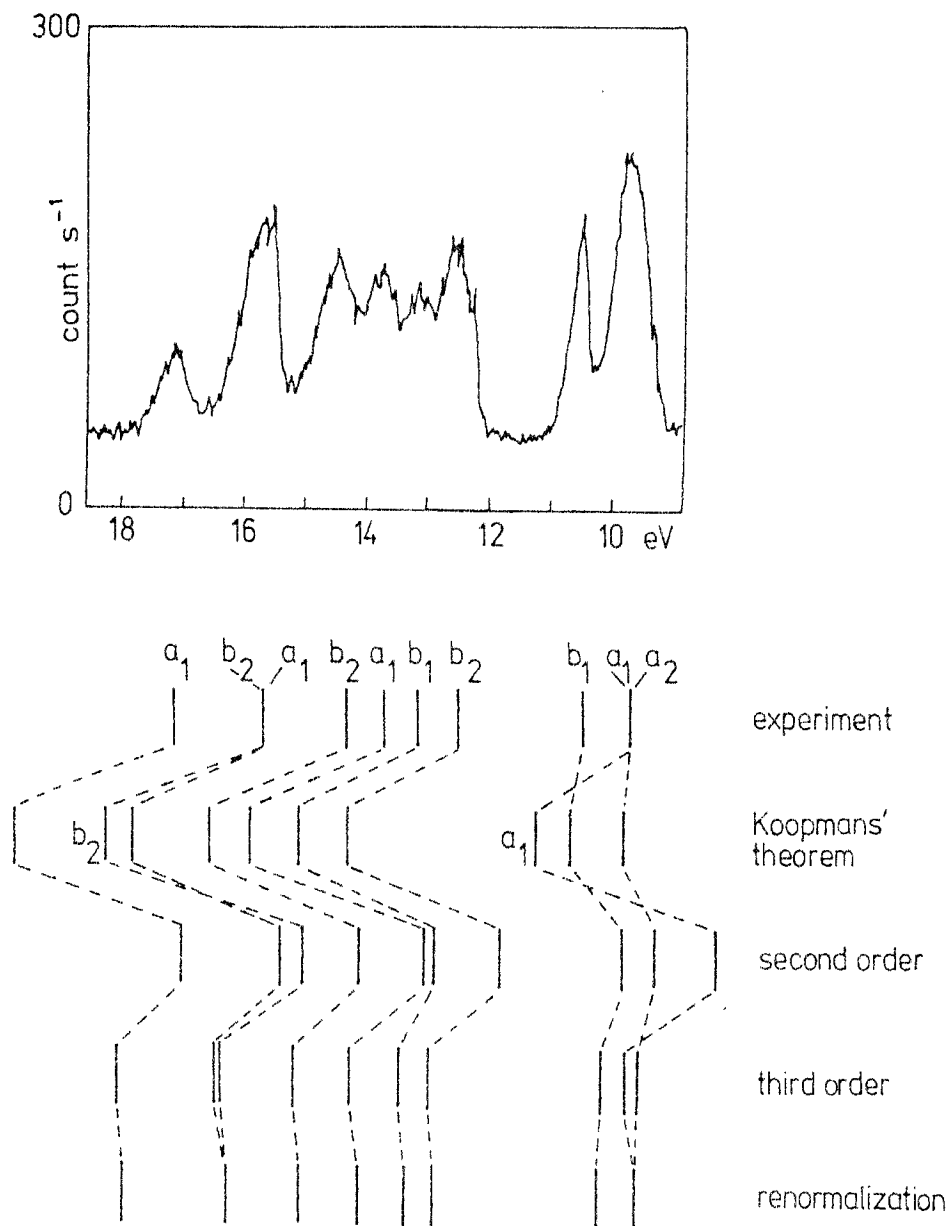 300
count s⁻¹
0
18 16 14 12 10 eV
a₁ b₂ a₁ b₂ a₁ b₁ b₂ b₁ a₁ a₂
experiment
b₂ a₁ Koopmans'
theorem
second order
third order
renormalization